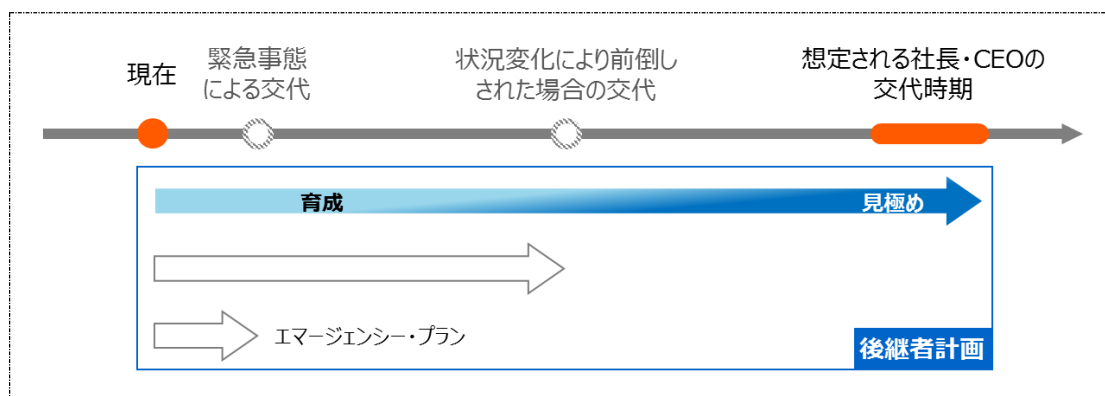 現在
緊急事態
による交代
状況変化により前倒し
された場合の交代
想定される社長・CEOの
交代時期
育成
見極め
エマージェンシー・プラン
後継者計画